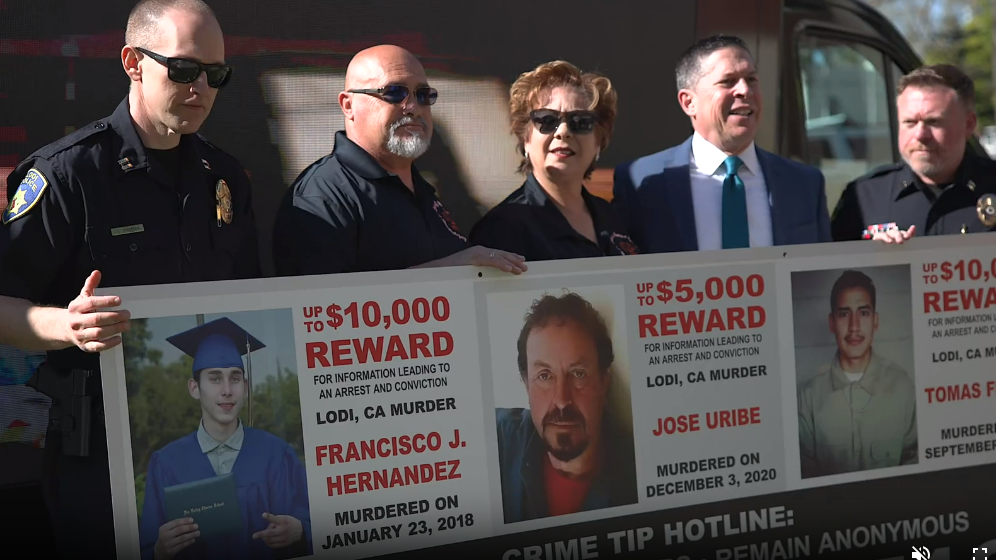 UP TO $10,000
REWARD
FOR INFORMATION LEADING TO
AN ARREST AND CONVICTION
LODI, CA MURDER
FRANCISCO J.
HERNANDEZ
MURDERED ON
JANUARY 23, 2018
UP TO $5,000
REWARD
FOR INFORMATION LEADING TO
AN ARREST AND CONVICTION
LODI, CA MURDER
JOSE URIBE
MURDERED ON
DECEMBER 3, 2020
UP TO $10,0
REWA
FOR INFORMATION
AN ARREST AND
LODI, CA M
TOMAS F
MURDER
SEPTEMBER
CRIME TIP HOTLINE:
REMAIN ANONYMOUS